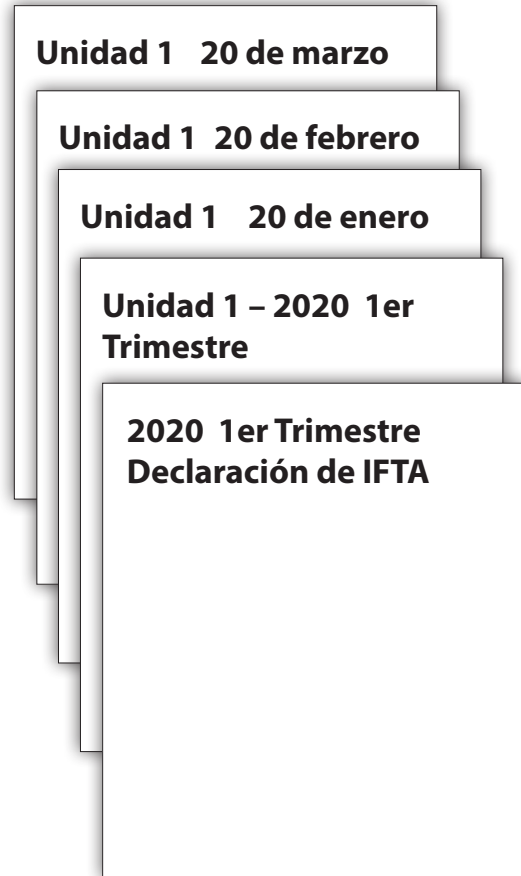 Unidad 1   20 de marzo
Unidad 1  20 de febrero
Unidad 1    20 de enero
Unidad 1 – 2020  1er
Trimestre
2020  1er Trimestre
Declaración de IFTA